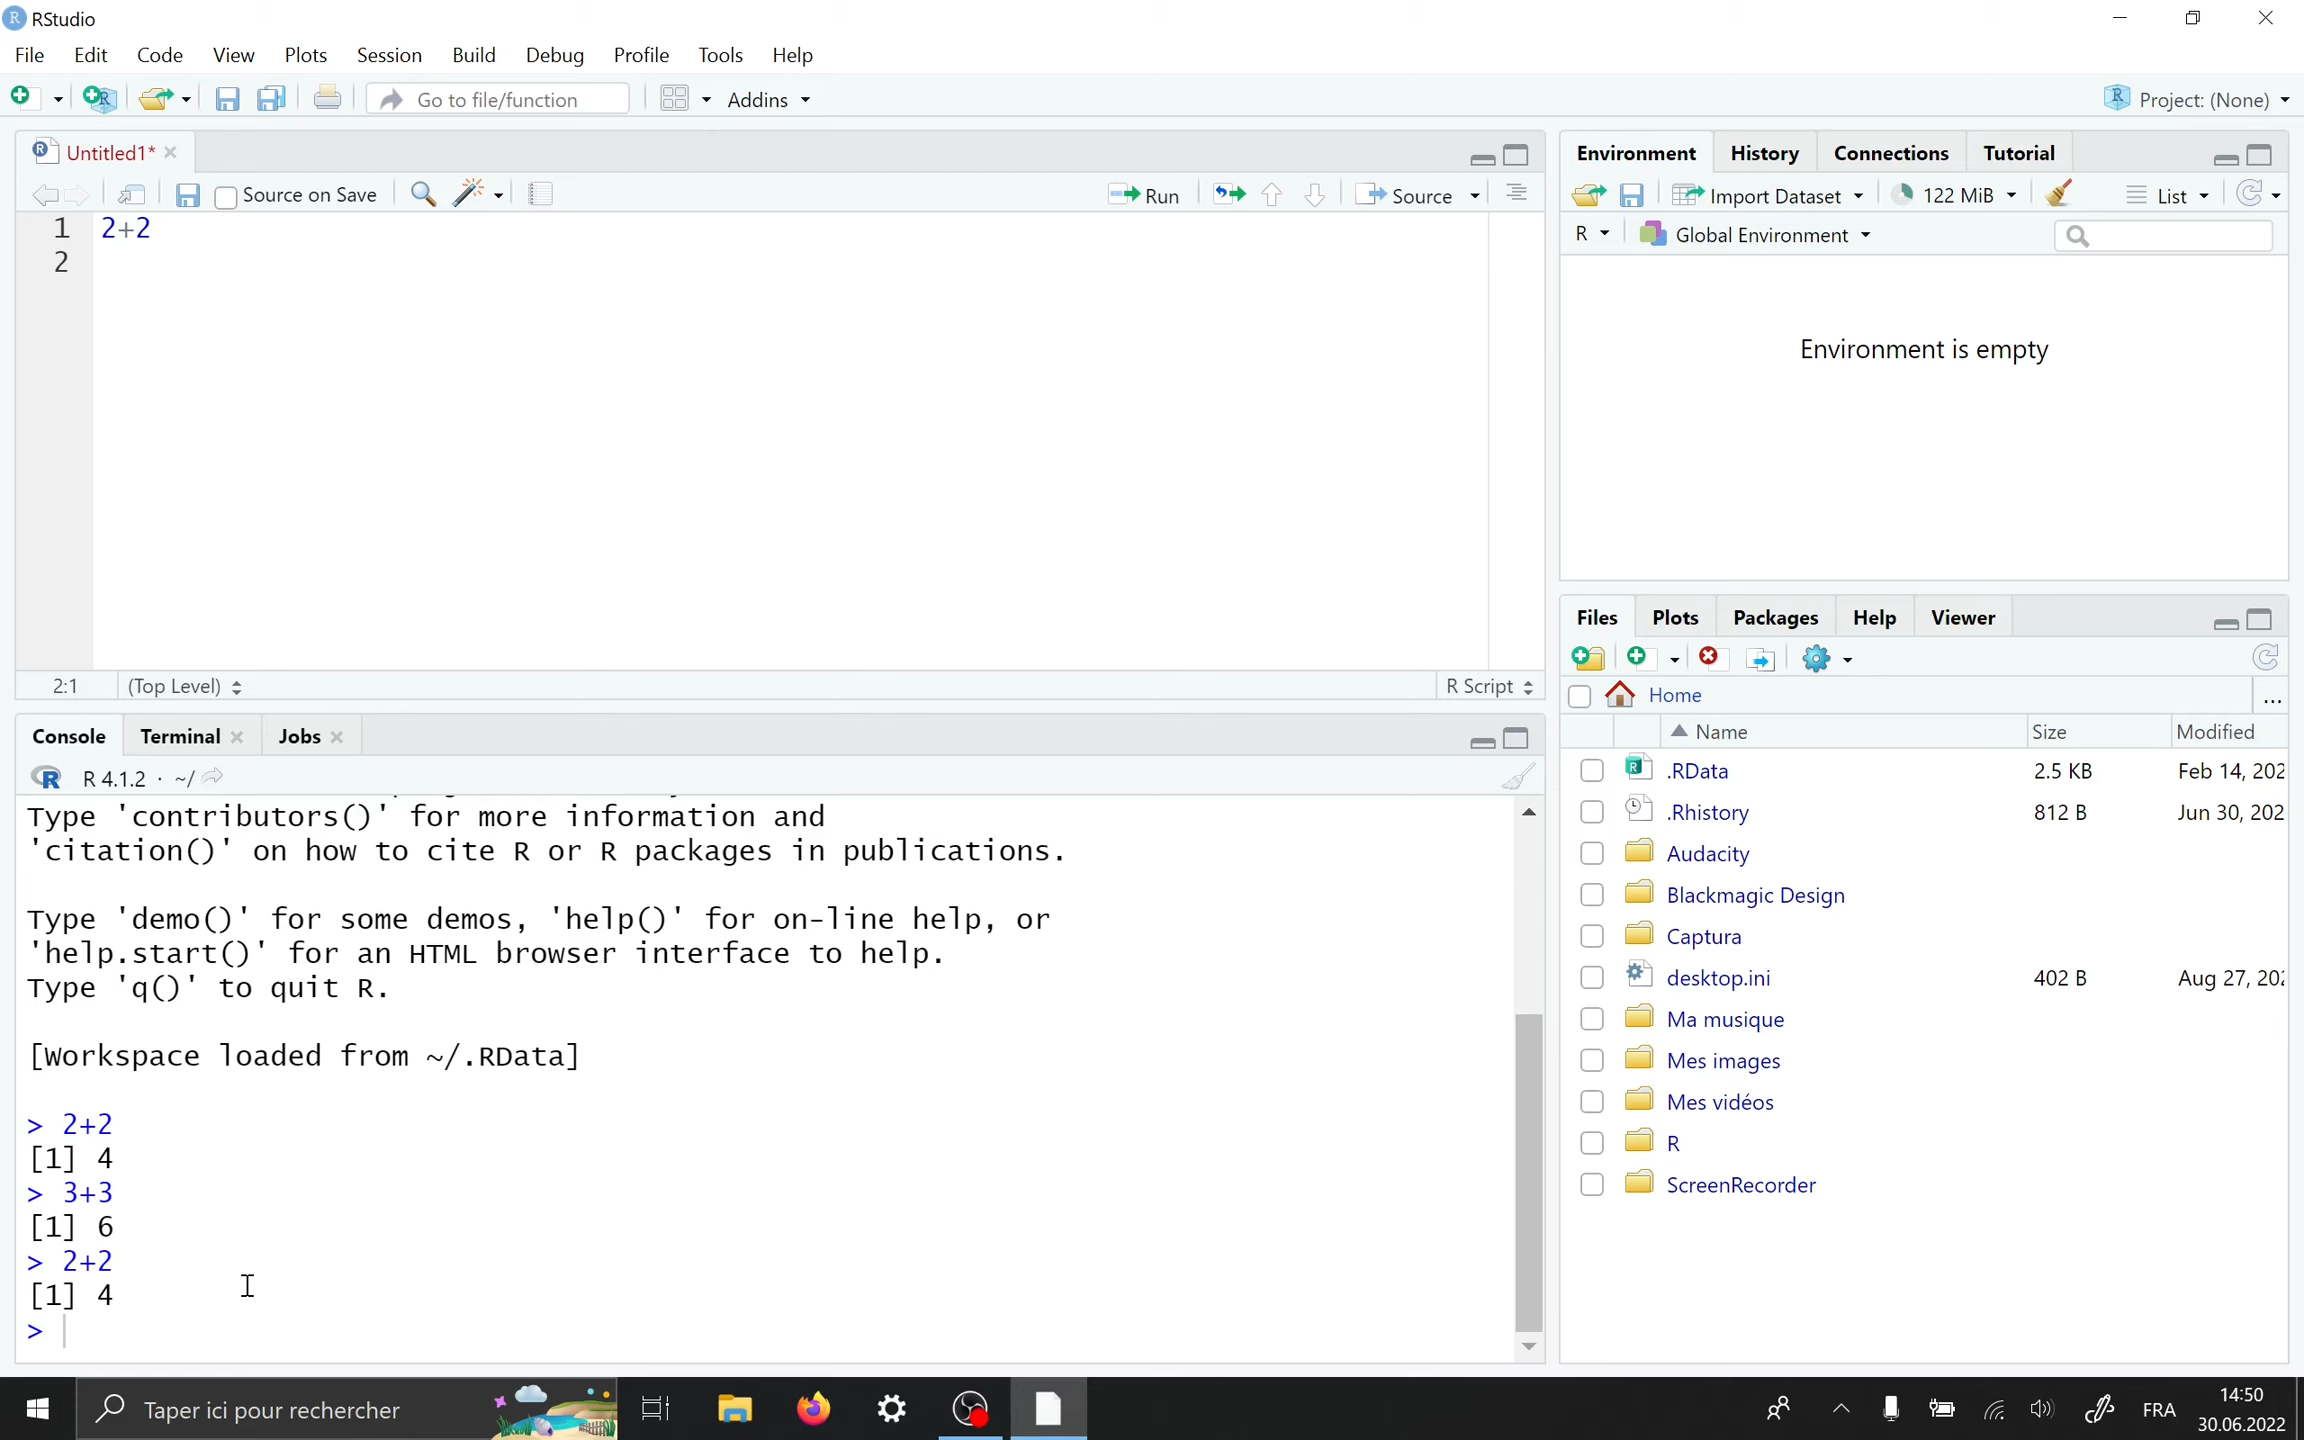 RStudio
File Edit Code View Plots Session Build Debug Profile Tools Help
Go to file/function Addins Project: (None)
Untitled1*
Source on Save Run Source
1 2+2
2
2:1 (Top Level) R Script
Console Terminal Jobs
R 4.1.2 · ~/
Type 'contributors()' for more information and
'citation()' on how to cite R or R packages in publications.
Type 'demo()' for some demos, 'help()' for on-line help, or
'help.start()' for an HTML browser interface to help.
Type 'q()' to quit R.
[Workspace loaded from ~/.RData]
> 2+2
[1] 4
> 3+3
[1] 6
> 2+2
[1] 4
>
Environment History Connections Tutorial
Import Dataset 122 MiB List
R Global Environment
Environment is empty
Files Plots Packages Help Viewer
Home ...
Name Size Modified
.RData 2.5 KB Feb 14, 202
.Rhistory 812 B Jun 30, 202
Audacity
Blackmagic Design
Captura
desktop.ini 402 B Aug 27, 202
Ma musique
Mes images
Mes vidéos
R
ScreenRecorder
Taper ici pour rechercher FRA 14:50
30.06.2022